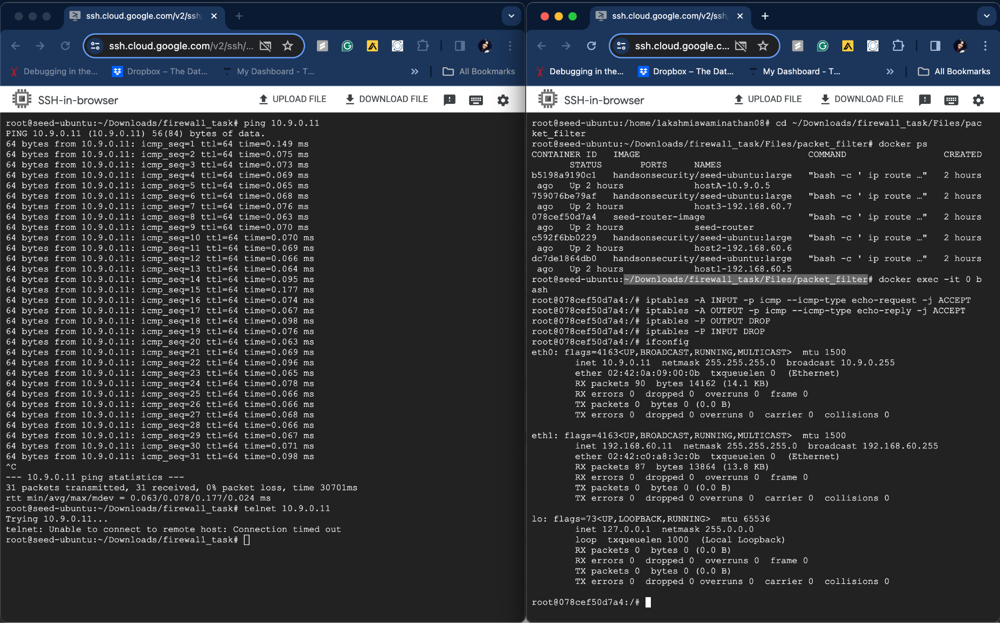 ssh.cloud.google.com/v2/ssh
ssh.cloud.google.com/v2/ssh/...
Debugging in the...
Dropbox – The Dat...
My Dashboard - T...
All Bookmarks
SSH-in-browser
UPLOAD FILE
DOWNLOAD FILE
root@seed-ubuntu:~/Downloads/firewall_task# ping 10.9.0.11
PING 10.9.0.11 (10.9.0.11) 56(84) bytes of data.
64 bytes from 10.9.0.11: icmp_seq=1 ttl=64 time=0.149 ms
64 bytes from 10.9.0.11: icmp_seq=2 ttl=64 time=0.075 ms
64 bytes from 10.9.0.11: icmp_seq=3 ttl=64 time=0.073 ms
64 bytes from 10.9.0.11: icmp_seq=4 ttl=64 time=0.069 ms
64 bytes from 10.9.0.11: icmp_seq=5 ttl=64 time=0.065 ms
64 bytes from 10.9.0.11: icmp_seq=6 ttl=64 time=0.068 ms
64 bytes from 10.9.0.11: icmp_seq=7 ttl=64 time=0.076 ms
64 bytes from 10.9.0.11: icmp_seq=8 ttl=64 time=0.063 ms
64 bytes from 10.9.0.11: icmp_seq=9 ttl=64 time=0.070 ms
64 bytes from 10.9.0.11: icmp_seq=10 ttl=64 time=0.070 ms
64 bytes from 10.9.0.11: icmp_seq=11 ttl=64 time=0.069 ms
64 bytes from 10.9.0.11: icmp_seq=12 ttl=64 time=0.066 ms
64 bytes from 10.9.0.11: icmp_seq=13 ttl=64 time=0.064 ms
64 bytes from 10.9.0.11: icmp_seq=14 ttl=64 time=0.095 ms
64 bytes from 10.9.0.11: icmp_seq=15 ttl=64 time=0.177 ms
64 bytes from 10.9.0.11: icmp_seq=16 ttl=64 time=0.074 ms
64 bytes from 10.9.0.11: icmp_seq=17 ttl=64 time=0.067 ms
64 bytes from 10.9.0.11: icmp_seq=18 ttl=64 time=0.098 ms
64 bytes from 10.9.0.11: icmp_seq=19 ttl=64 time=0.076 ms
64 bytes from 10.9.0.11: icmp_seq=20 ttl=64 time=0.063 ms
64 bytes from 10.9.0.11: icmp_seq=21 ttl=64 time=0.069 ms
64 bytes from 10.9.0.11: icmp_seq=22 ttl=64 time=0.096 ms
64 bytes from 10.9.0.11: icmp_seq=23 ttl=64 time=0.065 ms
64 bytes from 10.9.0.11: icmp_seq=24 ttl=64 time=0.078 ms
64 bytes from 10.9.0.11: icmp_seq=25 ttl=64 time=0.066 ms
64 bytes from 10.9.0.11: icmp_seq=26 ttl=64 time=0.066 ms
64 bytes from 10.9.0.11: icmp_seq=27 ttl=64 time=0.068 ms
64 bytes from 10.9.0.11: icmp_seq=28 ttl=64 time=0.066 ms
64 bytes from 10.9.0.11: icmp_seq=29 ttl=64 time=0.067 ms
64 bytes from 10.9.0.11: icmp_seq=30 ttl=64 time=0.071 ms
64 bytes from 10.9.0.11: icmp_seq=31 ttl=64 time=0.098 ms
^C
--- 10.9.0.11 ping statistics ---
31 packets transmitted, 31 received, 0% packet loss, time 30701ms
rtt min/avg/max/mdev = 0.063/0.078/0.177/0.024 ms
root@seed-ubuntu:~/Downloads/firewall_task# telnet 10.9.0.11
Trying 10.9.0.11...
telnet: Unable to connect to remote host: Connection timed out
root@seed-ubuntu:~/Downloads/firewall_task#
ssh.cloud.google.com/v2/ssh
ssh.cloud.google.c...
Debugging in the...
Dropbox – The Dat...
My Dashboard - T...
All Bookmarks
SSH-in-browser
UPLOAD FILE
DOWNLOAD FILE
root@seed-ubuntu:/home/lakshmiswaminathan08# cd ~/Downloads/firewall_task/Files/pac
ket_filter
root@seed-ubuntu:~/Downloads/firewall_task/Files/packet_filter# docker ps
CONTAINER ID   IMAGE   COMMAND   CREATED
STATUS   PORTS   NAMES
b5198a9190c1   handsonsecurity/seed-ubuntu:large   "bash -c ' ip route …"   2 hours
ago   Up 2 hours   hostA-10.9.0.5
759076be79af   handsonsecurity/seed-ubuntu:large   "bash -c ' ip route …"   2 hours
ago   Up 2 hours   host3-192.168.60.7
078cef50d7a4   seed-router-image   "bash -c ' ip route …"   2 hours
ago   Up 2 hours   seed-router
c592f6bb0229   handsonsecurity/seed-ubuntu:large   "bash -c ' ip route …"   2 hours
ago   Up 2 hours   host2-192.168.60.6
dc7de1864db0   handsonsecurity/seed-ubuntu:large   "bash -c ' ip route …"   2 hours
ago   Up 2 hours   host1-192.168.60.5
root@seed-ubuntu:~/Downloads/firewall_task/Files/packet_filter# docker exec -it 0 b
ash
root@078cef50d7a4:/# iptables -A INPUT -p icmp --icmp-type echo-request -j ACCEPT
root@078cef50d7a4:/# iptables -A OUTPUT -p icmp --icmp-type echo-reply -j ACCEPT
root@078cef50d7a4:/# iptables -P OUTPUT DROP
root@078cef50d7a4:/# iptables -P INPUT DROP
root@078cef50d7a4:/# ifconfig
eth0: flags=4163<UP,BROADCAST,RUNNING,MULTICAST>  mtu 1500
inet 10.9.0.11  netmask 255.255.255.0  broadcast 10.9.0.255
ether 02:42:0a:09:00:0b  txqueuelen 0  (Ethernet)
RX packets 90  bytes 14162 (14.1 KB)
RX errors 0  dropped 0  overruns 0  frame 0
TX packets 0  bytes 0 (0.0 B)
TX errors 0  dropped 0 overruns 0  carrier 0  collisions 0
eth1: flags=4163<UP,BROADCAST,RUNNING,MULTICAST>  mtu 1500
inet 192.168.60.11  netmask 255.255.255.0  broadcast 192.168.60.255
ether 02:42:c0:a8:3c:0b  txqueuelen 0  (Ethernet)
RX packets 87  bytes 13864 (13.8 KB)
RX errors 0  dropped 0  overruns 0  frame 0
TX packets 0  bytes 0 (0.0 B)
TX errors 0  dropped 0 overruns 0  carrier 0  collisions 0
lo: flags=73<UP,LOOPBACK,RUNNING>  mtu 65536
inet 127.0.0.1  netmask 255.0.0.0
loop  txqueuelen 1000  (Local Loopback)
RX packets 0  bytes 0 (0.0 B)
RX errors 0  dropped 0  overruns 0  frame 0
TX packets 0  bytes 0 (0.0 B)
TX errors 0  dropped 0 overruns 0  carrier 0  collisions 0
root@078cef50d7a4:/#